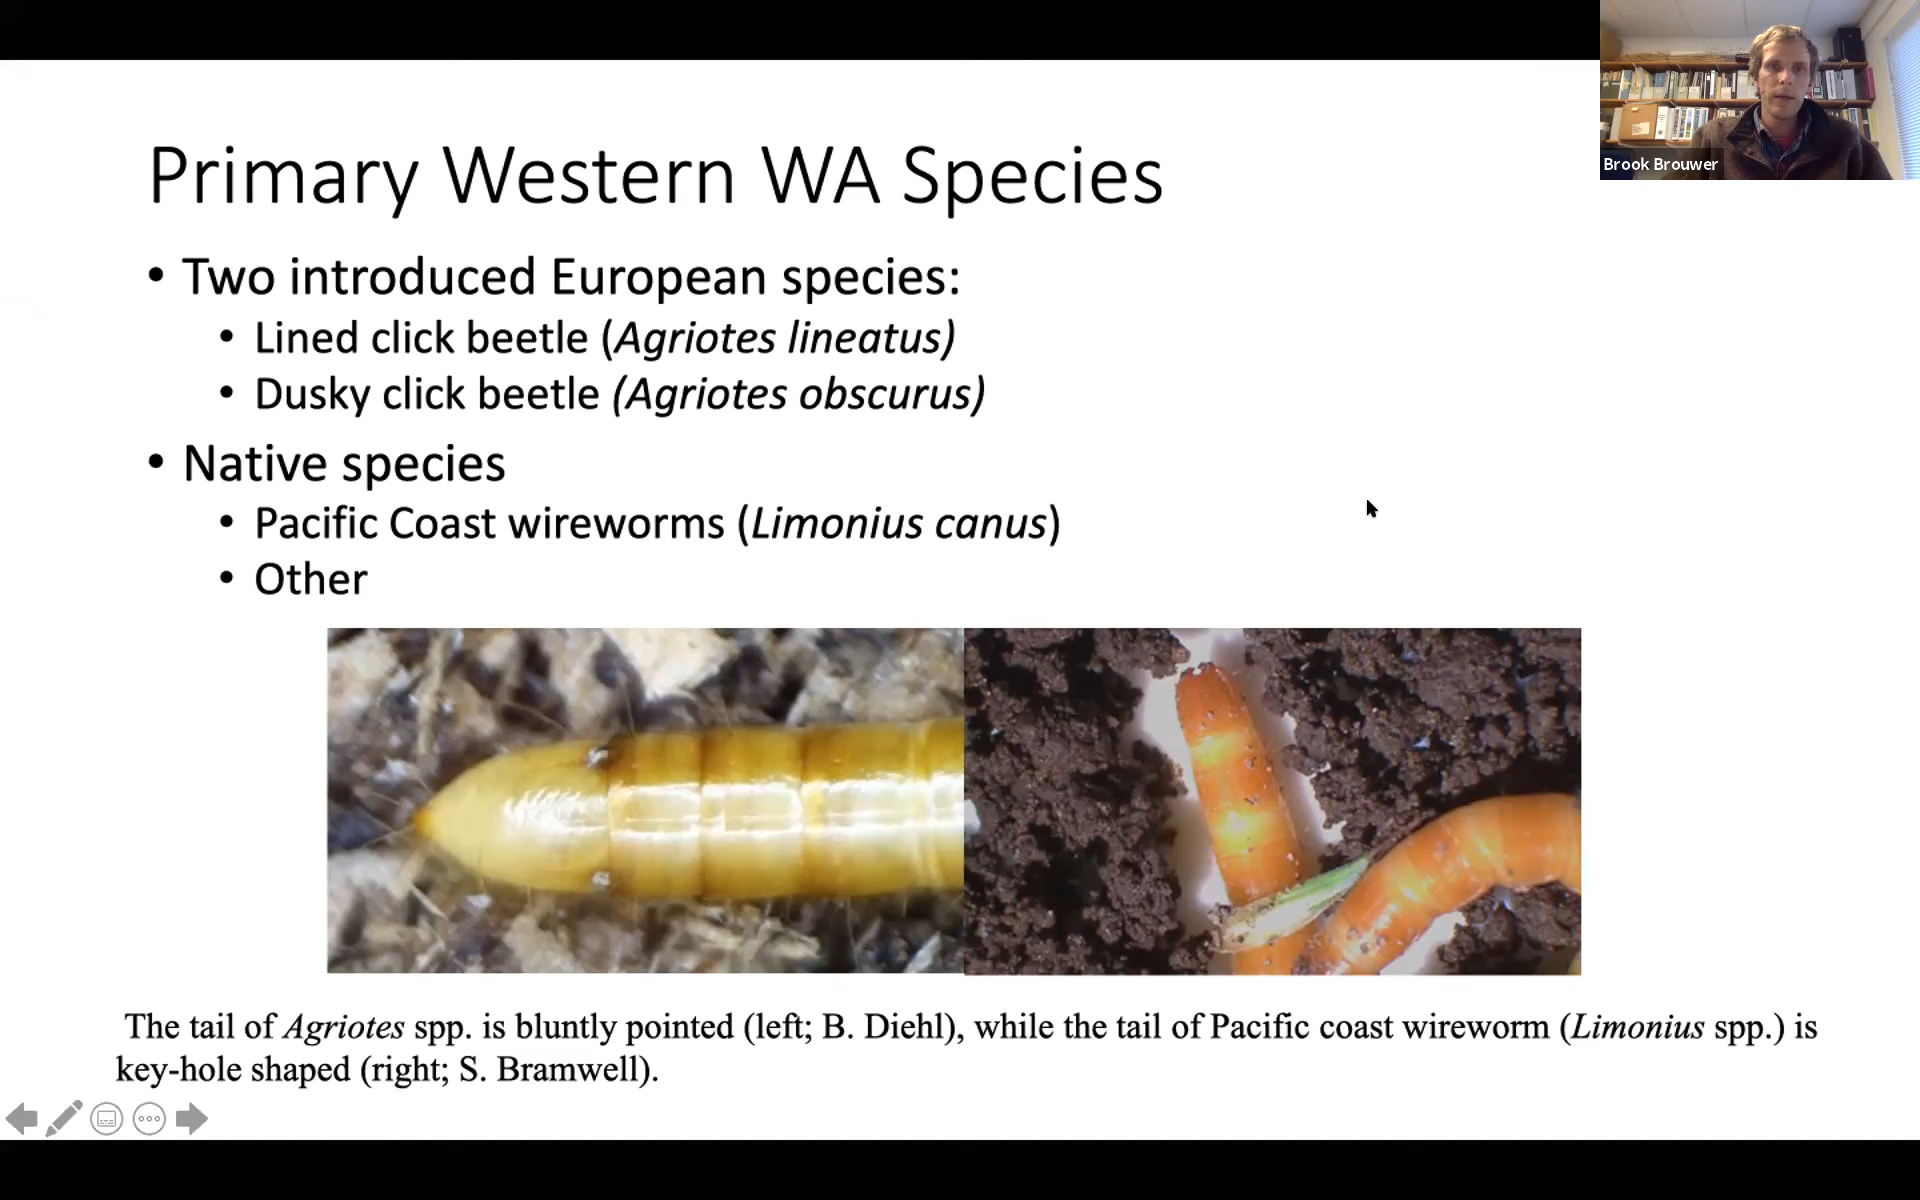 Brook Brouwer
Primary Western WA Species
• Two introduced European species:
• Lined click beetle (Agriotes lineatus)
• Dusky click beetle (Agriotes obscurus)
• Native species
• Pacific Coast wireworms (Limonius canus)
• Other
The tail of Agriotes spp. is bluntly pointed (left; B. Diehl), while the tail of Pacific coast wireworm (Limonius spp.) is
key-hole shaped (right; S. Bramwell).